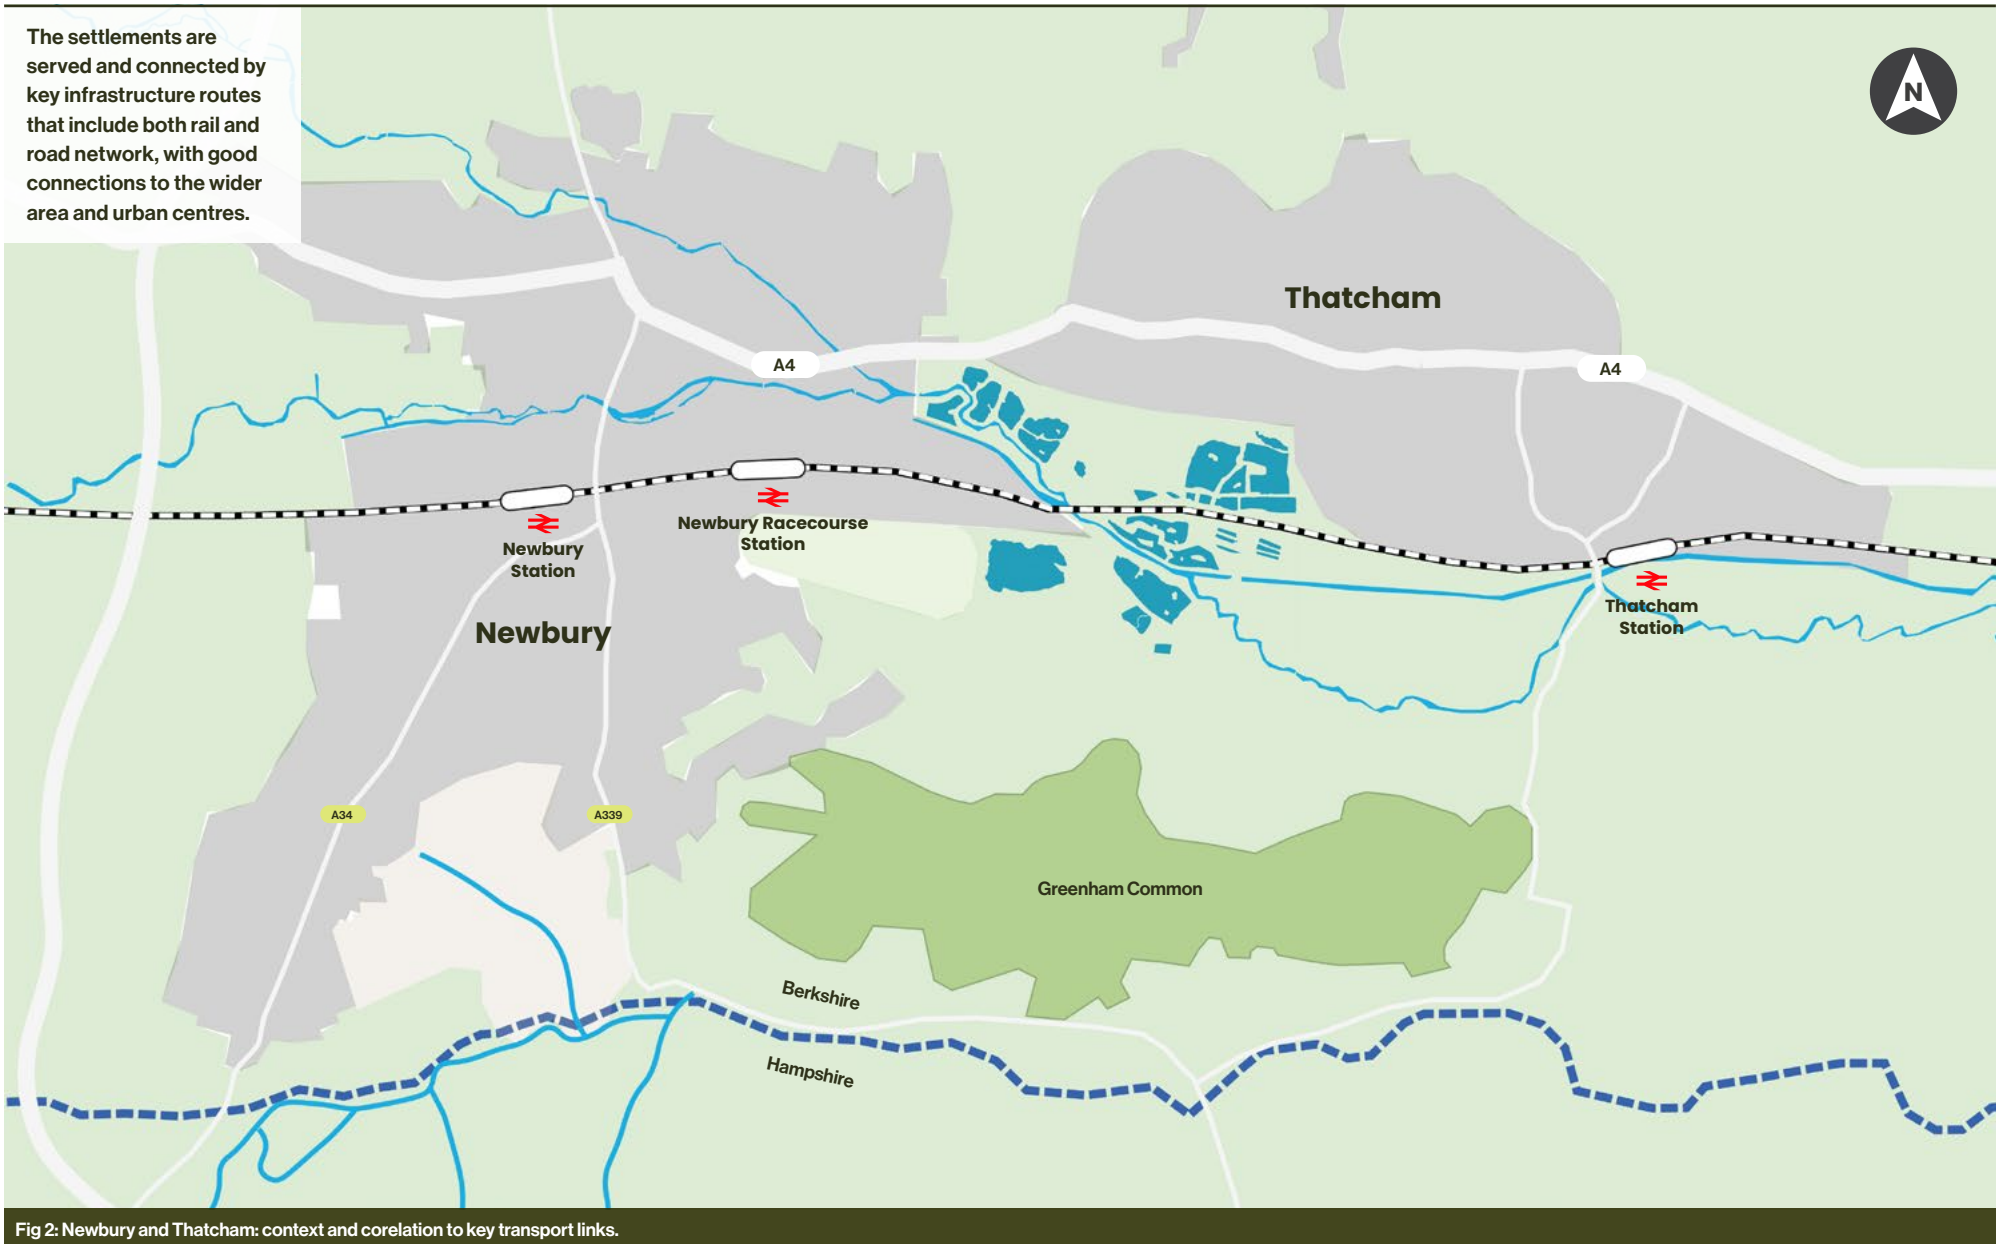 The settlements are
served and connected by
key infrastructure routes
that include both rail and
road network, with good
connections to the wider
area and urban centres.
N
Thatcham
A4
A4
Newbury Racecourse
Station
Newbury
Station
Thatcham
Station
Newbury
A34
A339
Greenham Common
Berkshire
Hampshire
Fig 2: Newbury and Thatcham: context and corelation to key transport links.